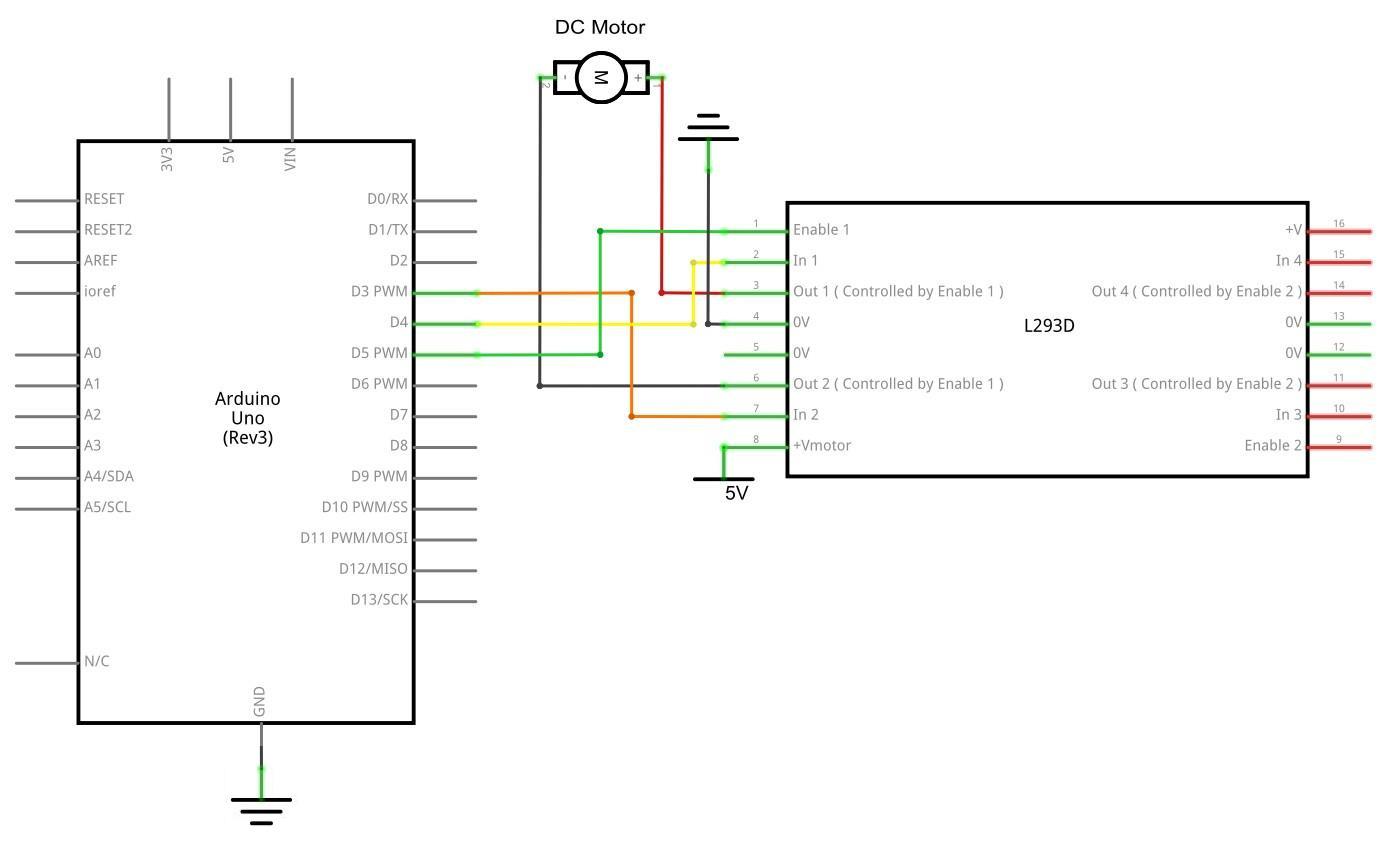 DC Motor
- M +
2 1
3V3 5V VIN
RESET
RESET2
AREF
ioref
A0
A1
A2
A3
A4/SDA
A5/SCL
N/C
D0/RX
D1/TX
D2
D3 PWM
D4
D5 PWM
D6 PWM
D7
D8
D9 PWM
D10 PWM/SS
D11 PWM/MOSI
D12/MISO
D13/SCK
Arduino
Uno
(Rev3)
GND
1 Enable 1
2 In 1
3 Out 1 ( Controlled by Enable 1 )
4 0V
5 0V
6 Out 2 ( Controlled by Enable 1 )
7 In 2
8 +Vmotor
5V
L293D
+V 16
In 4 15
Out 4 ( Controlled by Enable 2 ) 14
0V 13
0V 12
Out 3 ( Controlled by Enable 2 ) 11
In 3 10
Enable 2 9